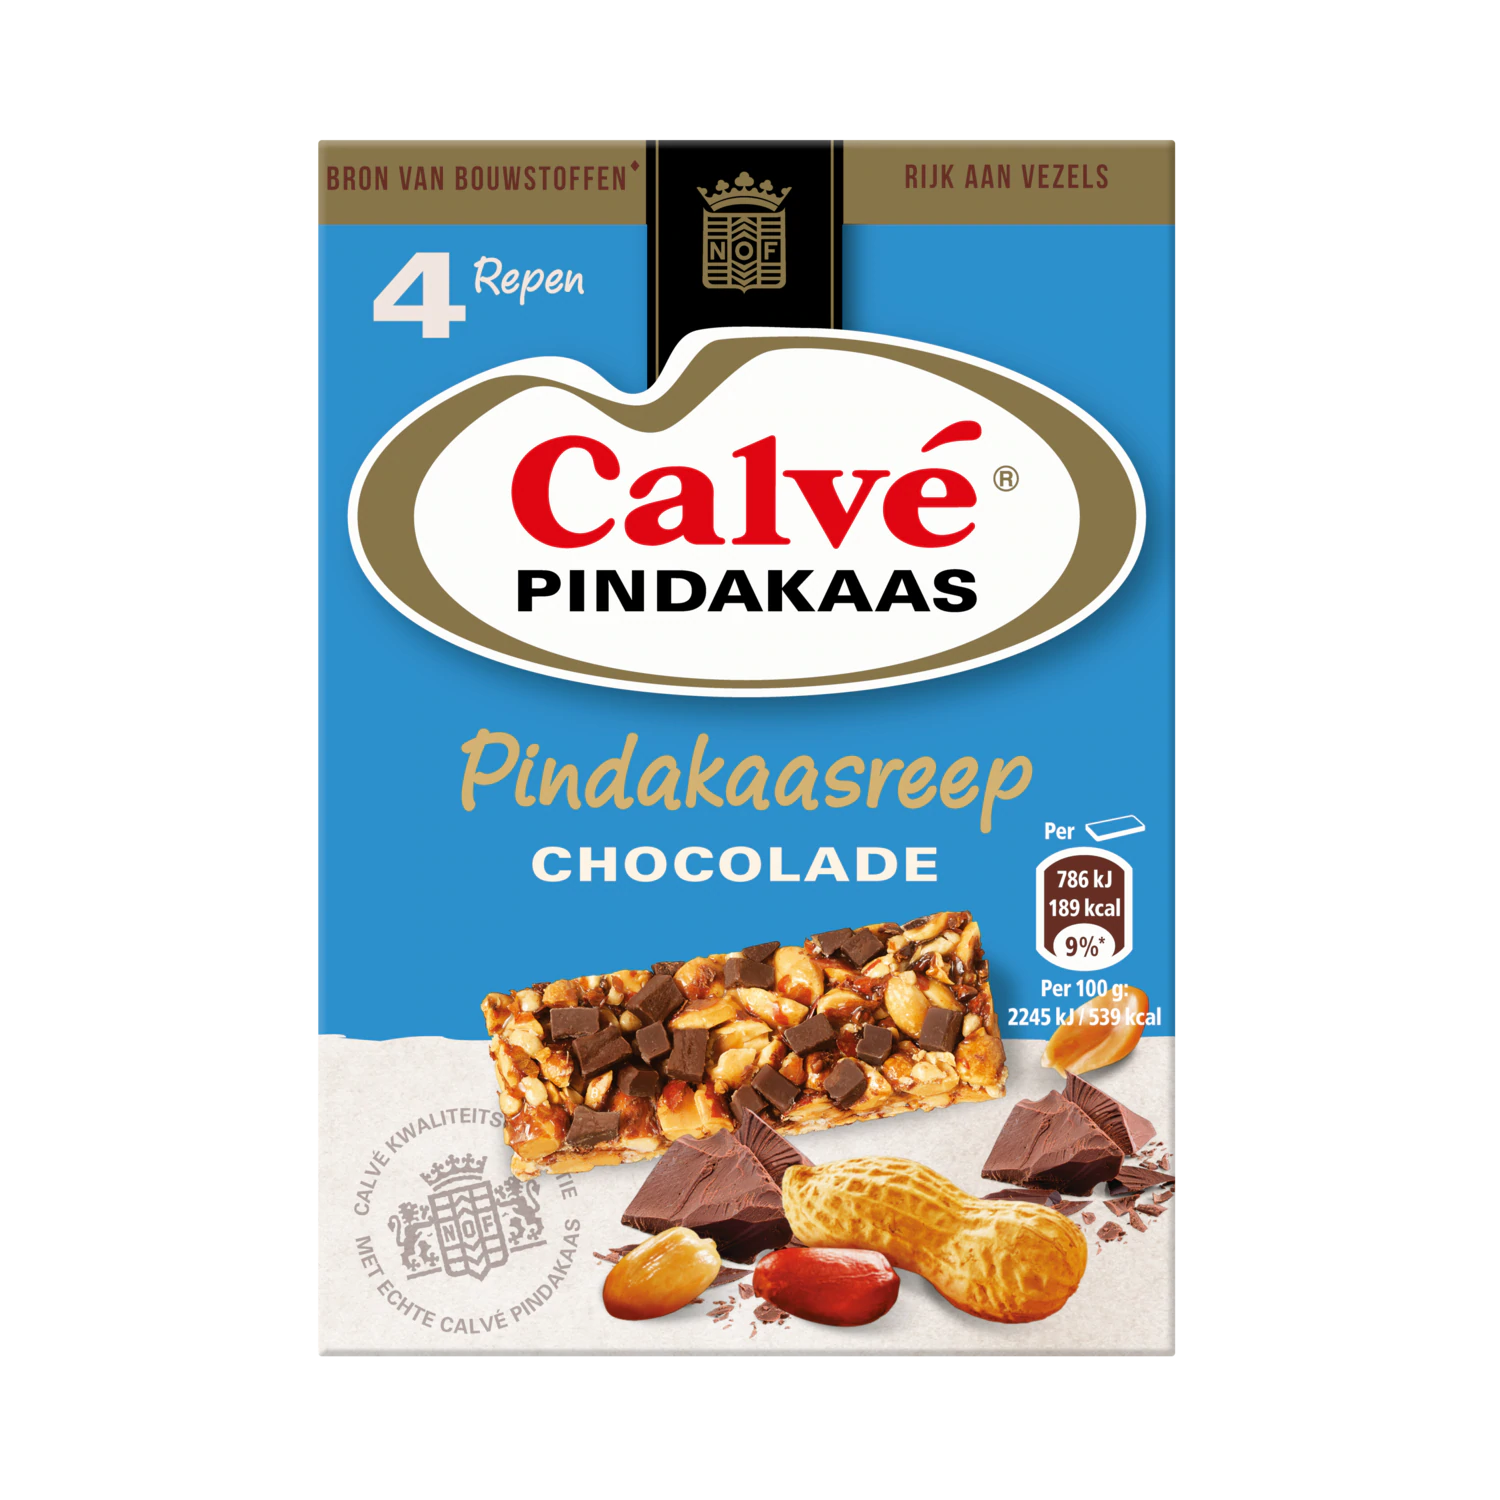 BRON VAN BOUWSTOFFEN♦
RIJK AAN VEZELS
NOF
4 Repen
Calvé®
PINDAKAAS
Pindakaasreep
CHOCOLADE
Per
786 kJ
189 kcal
9%*
Per 100 g:
2245 kJ / 539 kcal
CALVÉ KWALITEITS
MET ECHTE CALVÉ PINDAKAAS
NOF